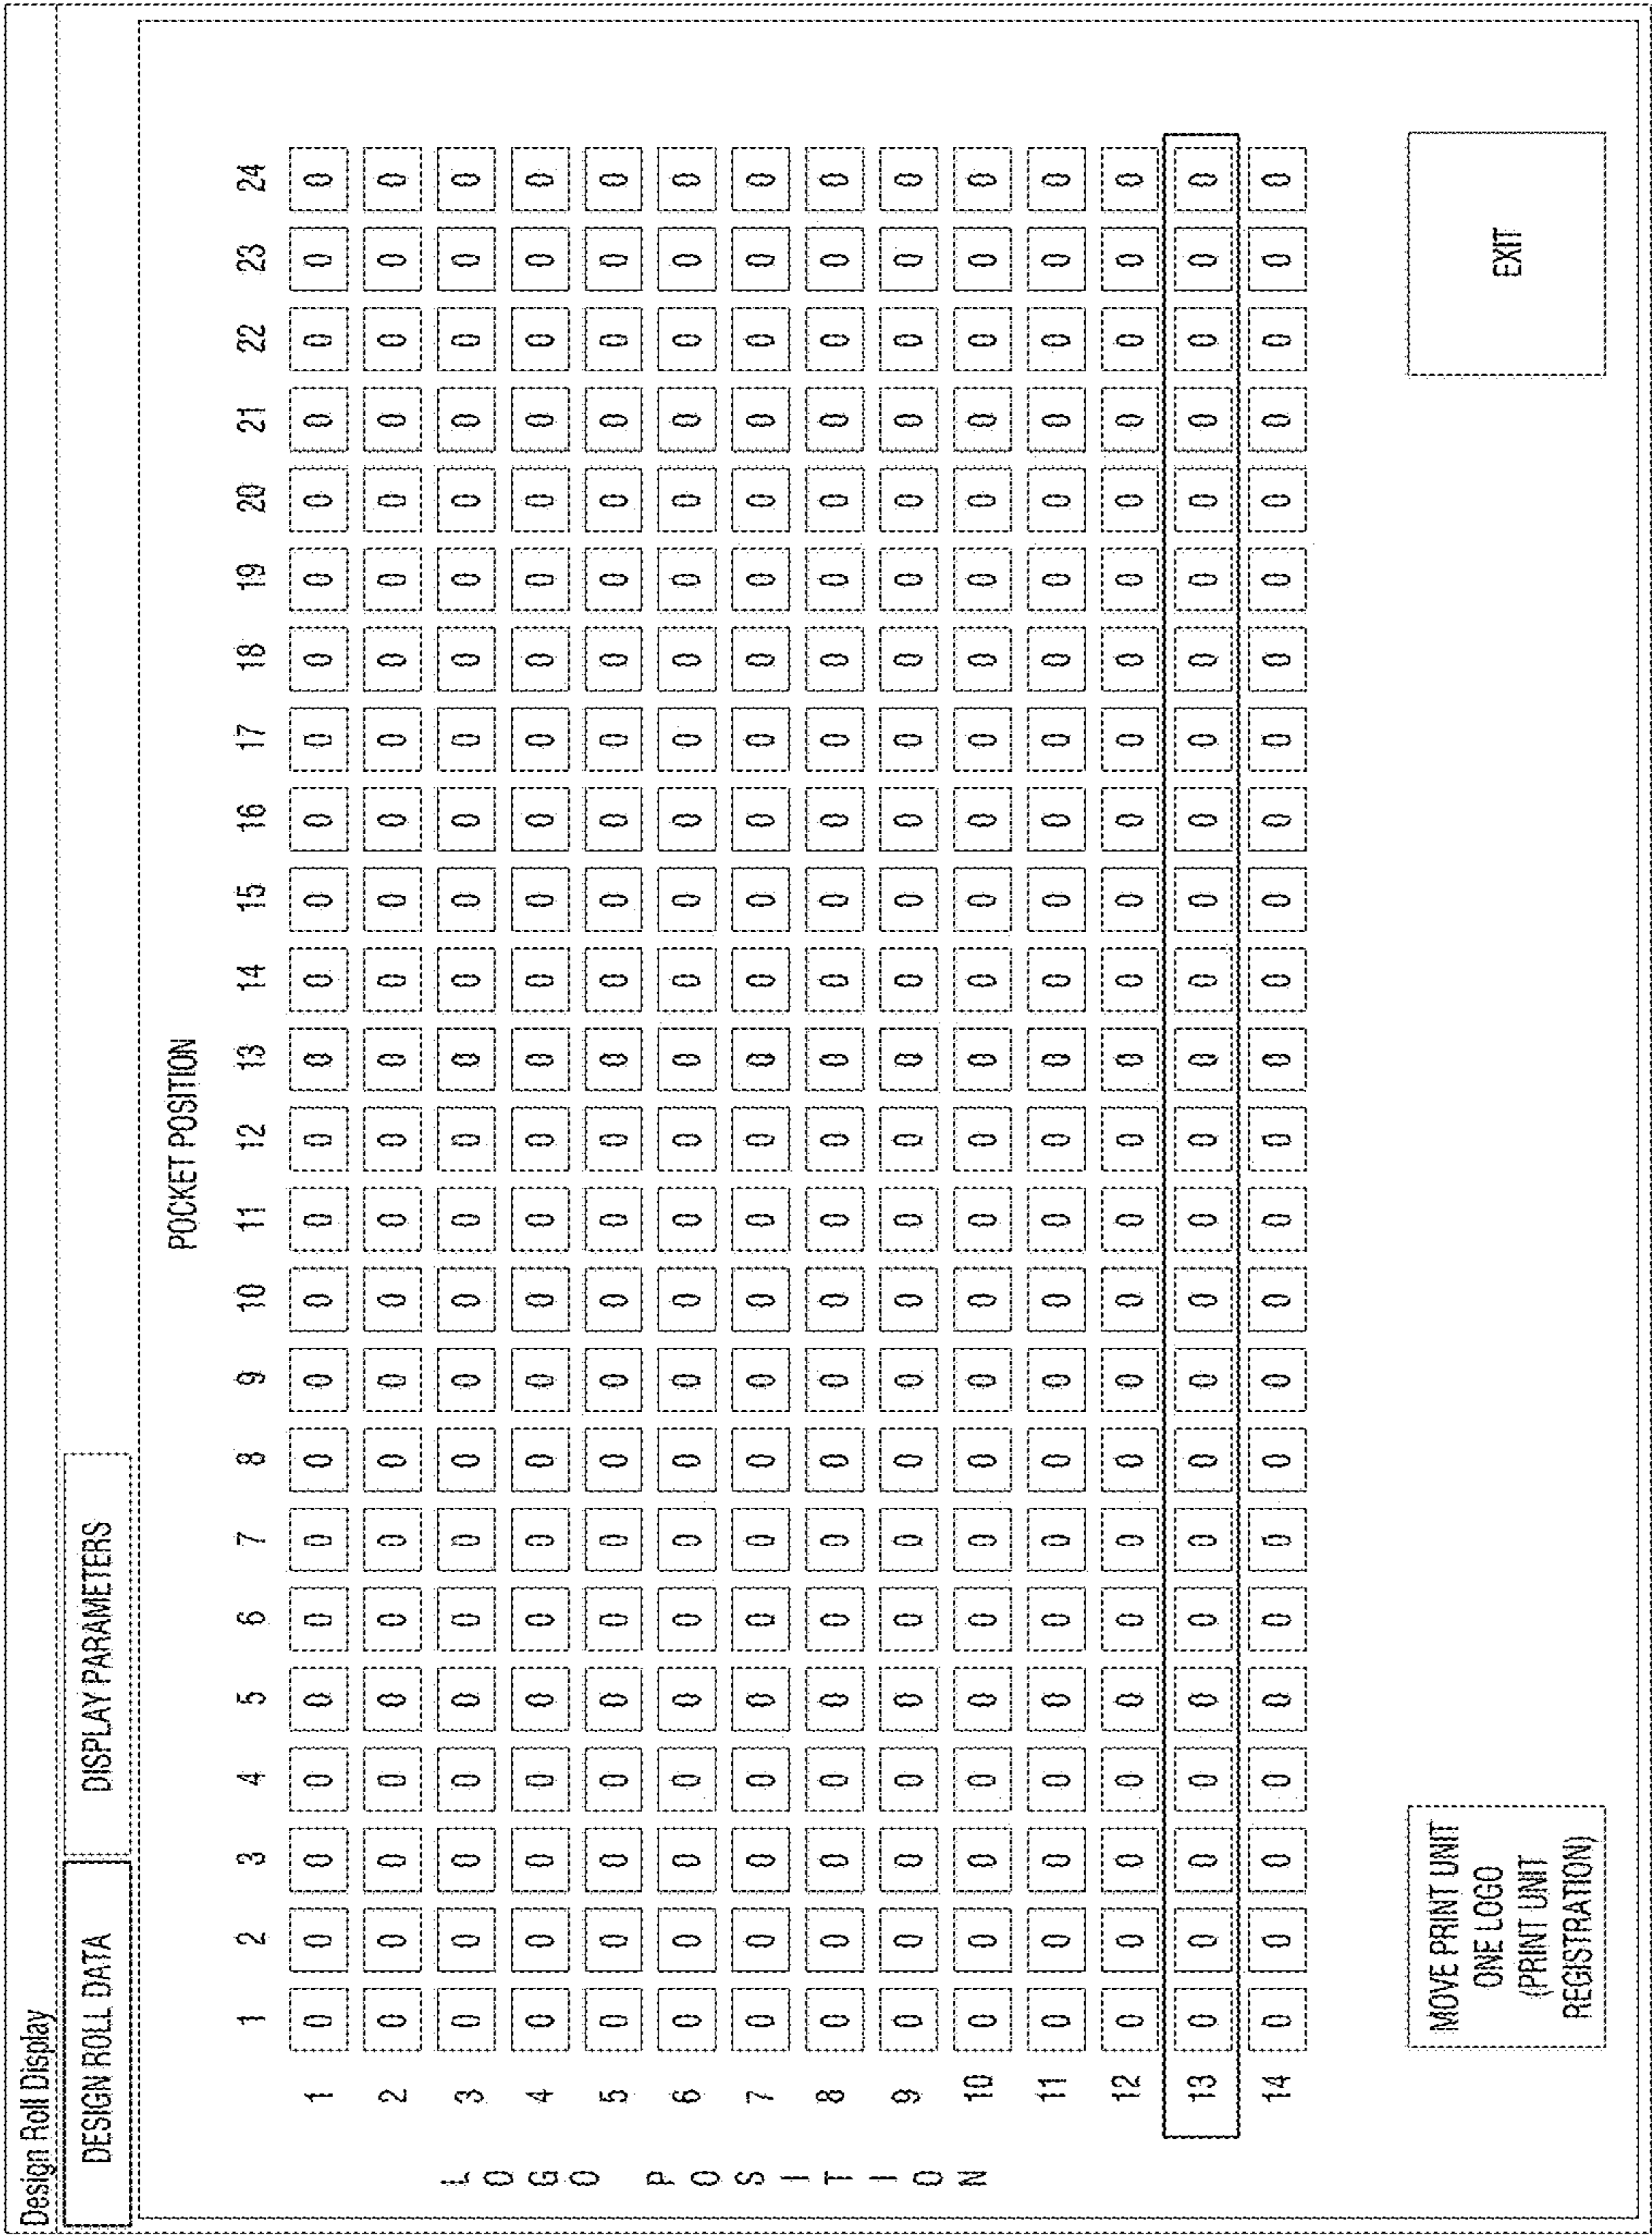 Design Roll Display
DESIGN ROLL DATA DISPLAY PARAMETERS
POCKET POSITION
1 2 3 4 5 6 7 8 9 10 11 12 13 14 15 16 17 18 19 20 21 22 23 24
LOGO POSITION
1 0 0 0 0 0 0 0 0 0 0 0 0 0 0 0 0 0 0 0 0 0 0 0 0
2 0 0 0 0 0 0 0 0 0 0 0 0 0 0 0 0 0 0 0 0 0 0 0 0
3 0 0 0 0 0 0 0 0 0 0 0 0 0 0 0 0 0 0 0 0 0 0 0 0
4 0 0 0 0 0 0 0 0 0 0 0 0 0 0 0 0 0 0 0 0 0 0 0 0
5 0 0 0 0 0 0 0 0 0 0 0 0 0 0 0 0 0 0 0 0 0 0 0 0
6 0 0 0 0 0 0 0 0 0 0 0 0 0 0 0 0 0 0 0 0 0 0 0 0
7 0 0 0 0 0 0 0 0 0 0 0 0 0 0 0 0 0 0 0 0 0 0 0 0
8 0 0 0 0 0 0 0 0 0 0 0 0 0 0 0 0 0 0 0 0 0 0 0 0
9 0 0 0 0 0 0 0 0 0 0 0 0 0 0 0 0 0 0 0 0 0 0 0 0
10 0 0 0 0 0 0 0 0 0 0 0 0 0 0 0 0 0 0 0 0 0 0 0 0
11 0 0 0 0 0 0 0 0 0 0 0 0 0 0 0 0 0 0 0 0 0 0 0 0
12 0 0 0 0 0 0 0 0 0 0 0 0 0 0 0 0 0 0 0 0 0 0 0 0
13 0 0 0 0 0 0 0 0 0 0 0 0 0 0 0 0 0 0 0 0 0 0 0 0
14 0 0 0 0 0 0 0 0 0 0 0 0 0 0 0 0 0 0 0 0 0 0 0 0
MOVE PRINT UNIT
ONE LOGO
(PRINT UNIT
REGISTRATION)
EXIT